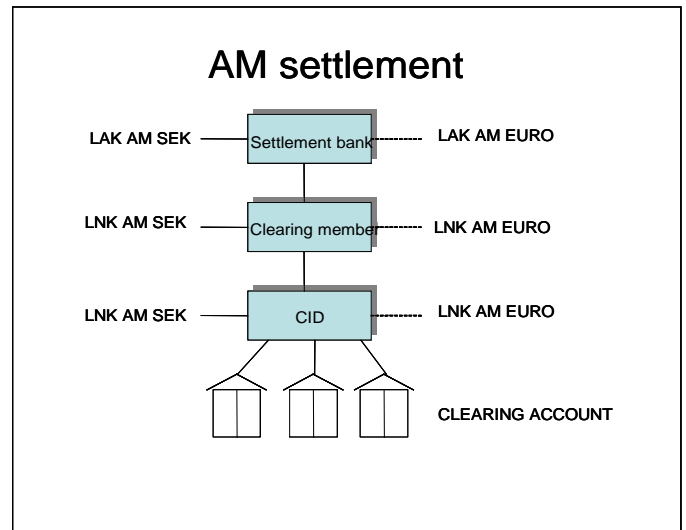 AM settlement
LAK AM SEK
Settlement bank
LAK AM EURO
LNK AM SEK
Clearing member
LNK AM EURO
LNK AM SEK
CID
LNK AM EURO
CLEARING ACCOUNT